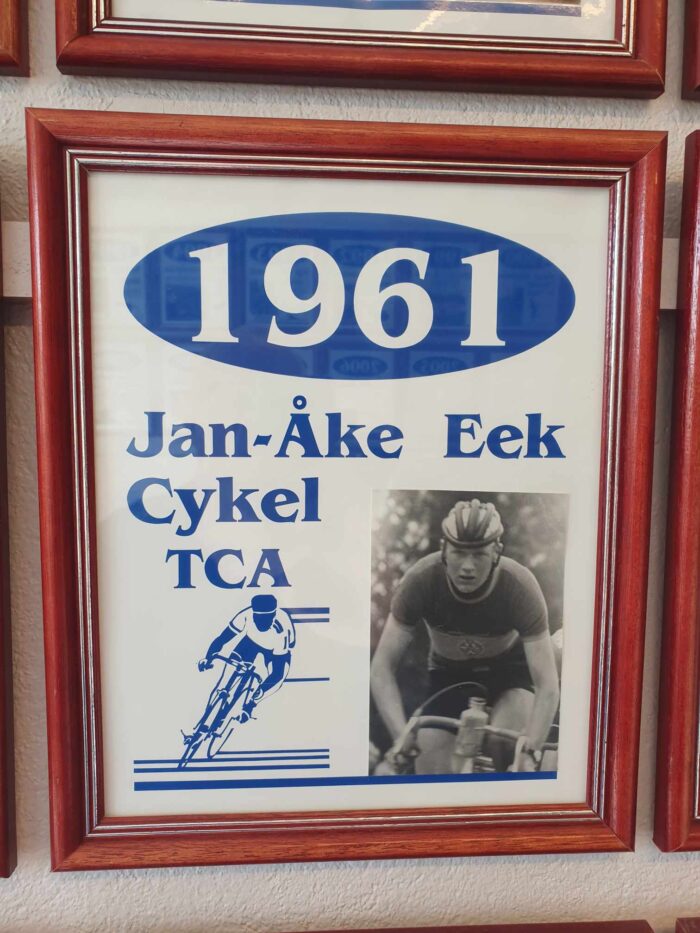 1961
Jan-Åke Eek
Cykel
TCA